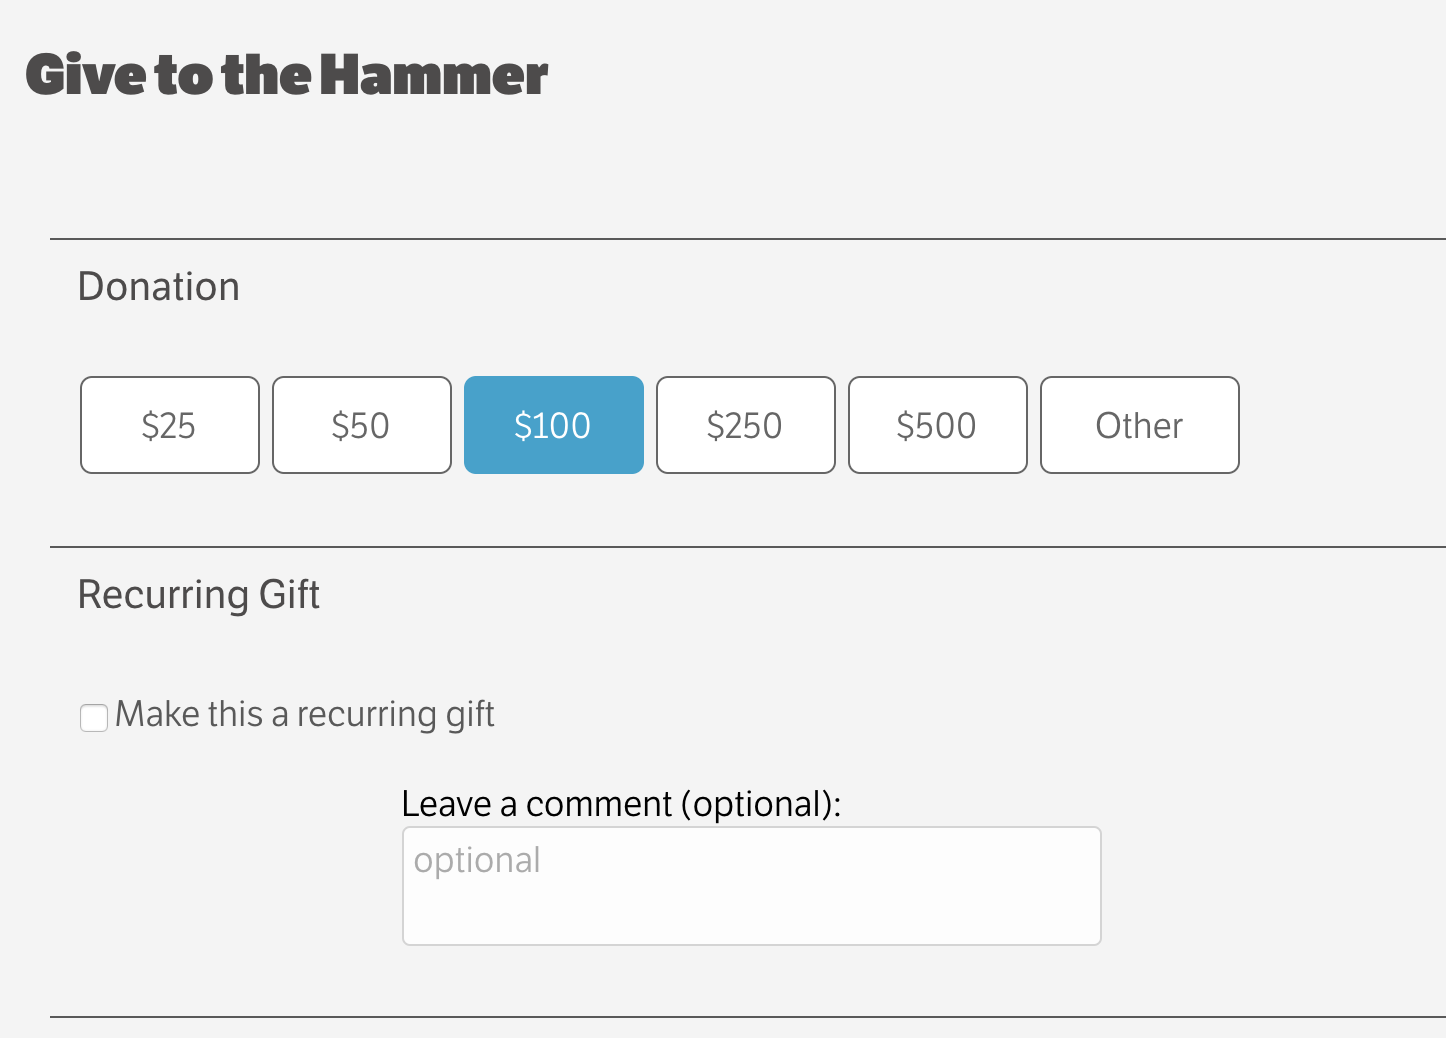 Give to the Hammer
Donation
$25 $50 $100 $250 $500 Other
Recurring Gift
Make this a recurring gift
Leave a comment (optional):
optional